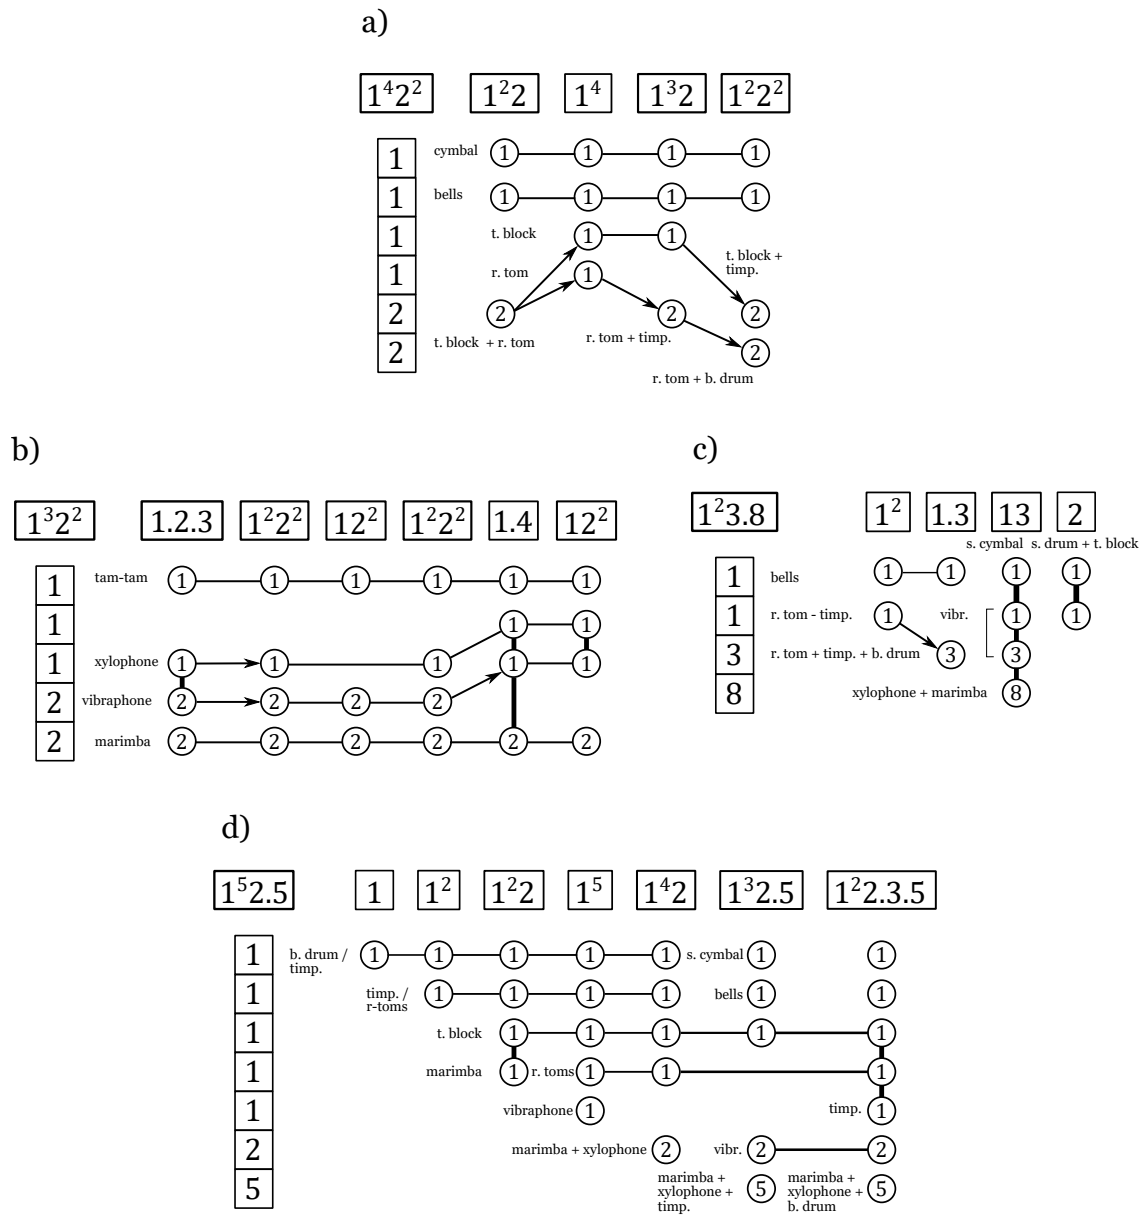 a)
1⁴2² 1²2 1⁴ 1³2 1²2²
1 cymbal 1 1 1 1
1 bells 1 1 1 1
1 t. block 1 1
t. block +
timp.
1 r. tom 1
2 2 2 2
t. block + r. tom r. tom + timp.
2 2
r. tom + b. drum
b)
1³2² 1.2.3 1²2² 12² 1²2² 1.4 12²
1 tam-tam 1 1 1 1 1 1
1 1 1
1 xylophone 1 1 1 1 1
2 vibraphone 2 2 2 2
2 marimba 2 2 2 2 2 2
c)
1²3.8 1² 1.3 13 2
s. cymbal s. drum + t. block
1 bells 1 1 1 1
1 r. tom - timp. 1 vibr. 1 1
3 r. tom + timp. + b. drum 3 3
8 xylophone + marimba 8
d)
1⁵2.5 1 1² 1²2 1⁵ 1⁴2 1³2.5 1²2.3.5
1 b. drum /
timp. 1 1 1 1 1 s. cymbal 1 1
1 timp. /
r-toms 1 1 1 1 bells 1 1
1 t. block 1 1 1 1 1
1 marimba 1 r. toms 1 1 1
1 vibraphone 1 timp. 1
2 marimba + xylophone 2 vibr. 2 2
5 marimba +
xylophone +
timp. 5 marimba +
xylophone +
b. drum 5